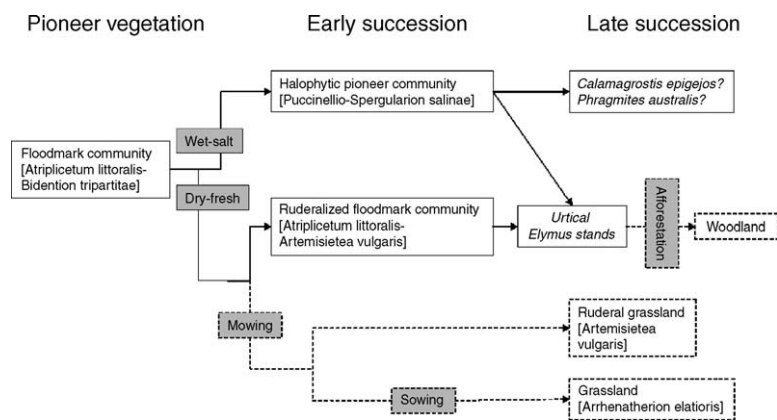 Pioneer vegetation
Early succession
Late succession
Halophytic pioneer community
[Puccinellio-Spergularion salinae]
Calamagrostis epigejos?
Phragmites australis?
Wet-salt
Floodmark community
[Atriplicetum littoralis-
Bidention tripartitae]
Dry-fresh
Ruderalized floodmark community
[Atriplicetum littoralis-
Artemisietea vulgaris]
Urtical
Elymus stands
Afforestation
Woodland
Mowing
Ruderal grassland
[Artemisietea
vulgaris]
Sowing
Grassland
[Arrhenatherion elatioris]